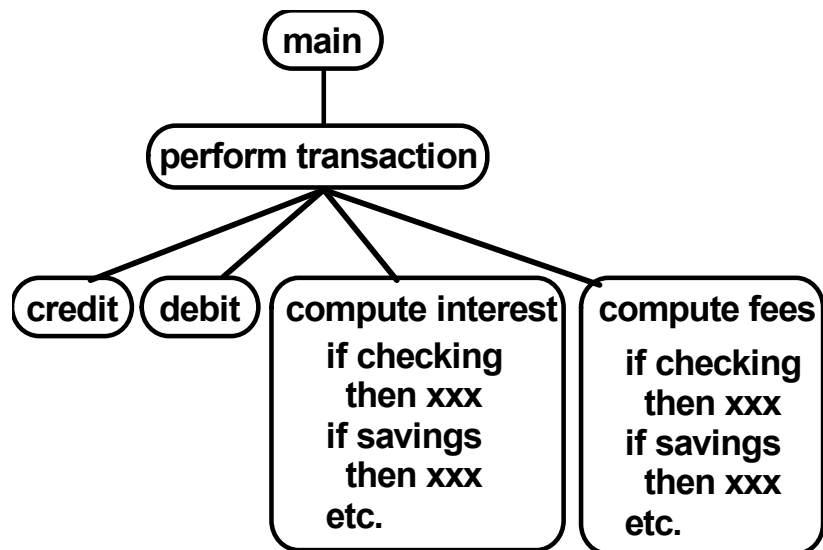 main
perform transaction
credit
debit
compute interest
if checking
then xxx
if savings
then xxx
etc.
compute fees
if checking
then xxx
if savings
then xxx
etc.